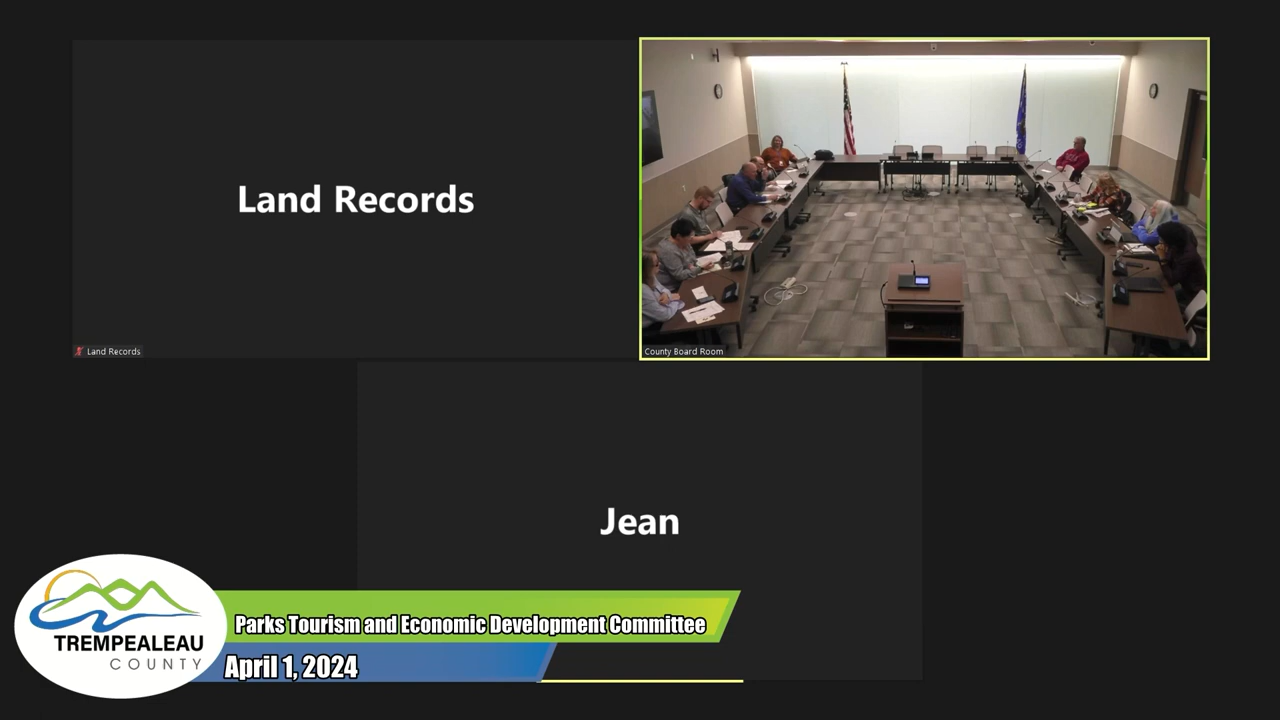 Land Records
Land Records
County Board Room
Jean
Parks Tourism and Economic Development Committee
TREMPEALEAU
COUNTY
April 1, 2024